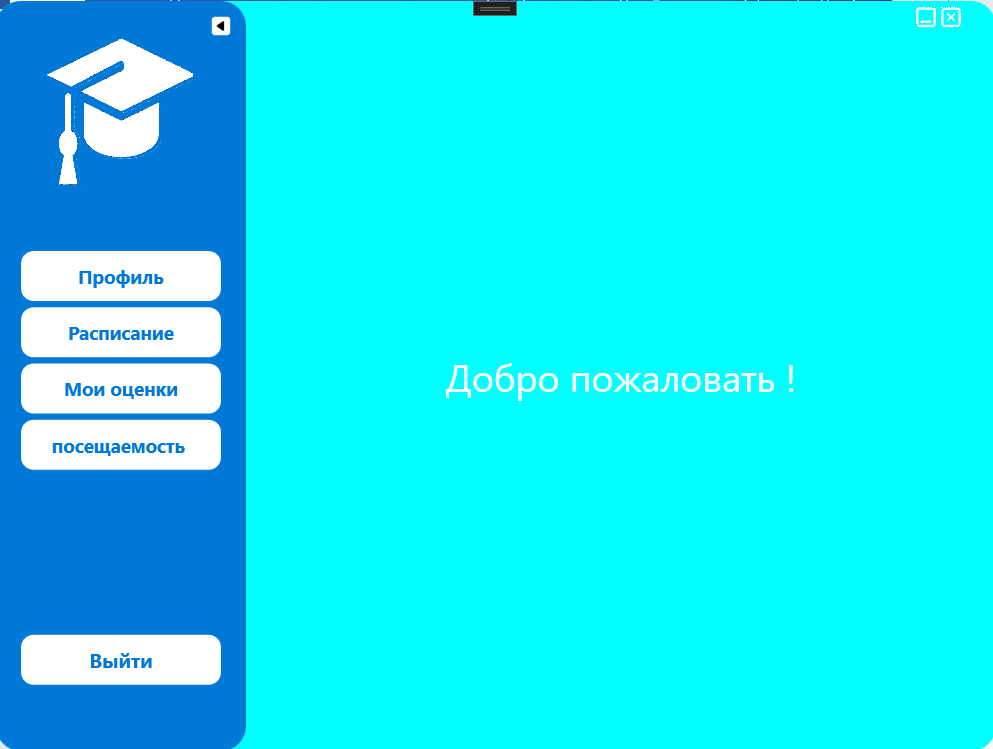 Профиль
Расписание
Мои оценки
посещаемость
Выйти
Добро пожаловать !